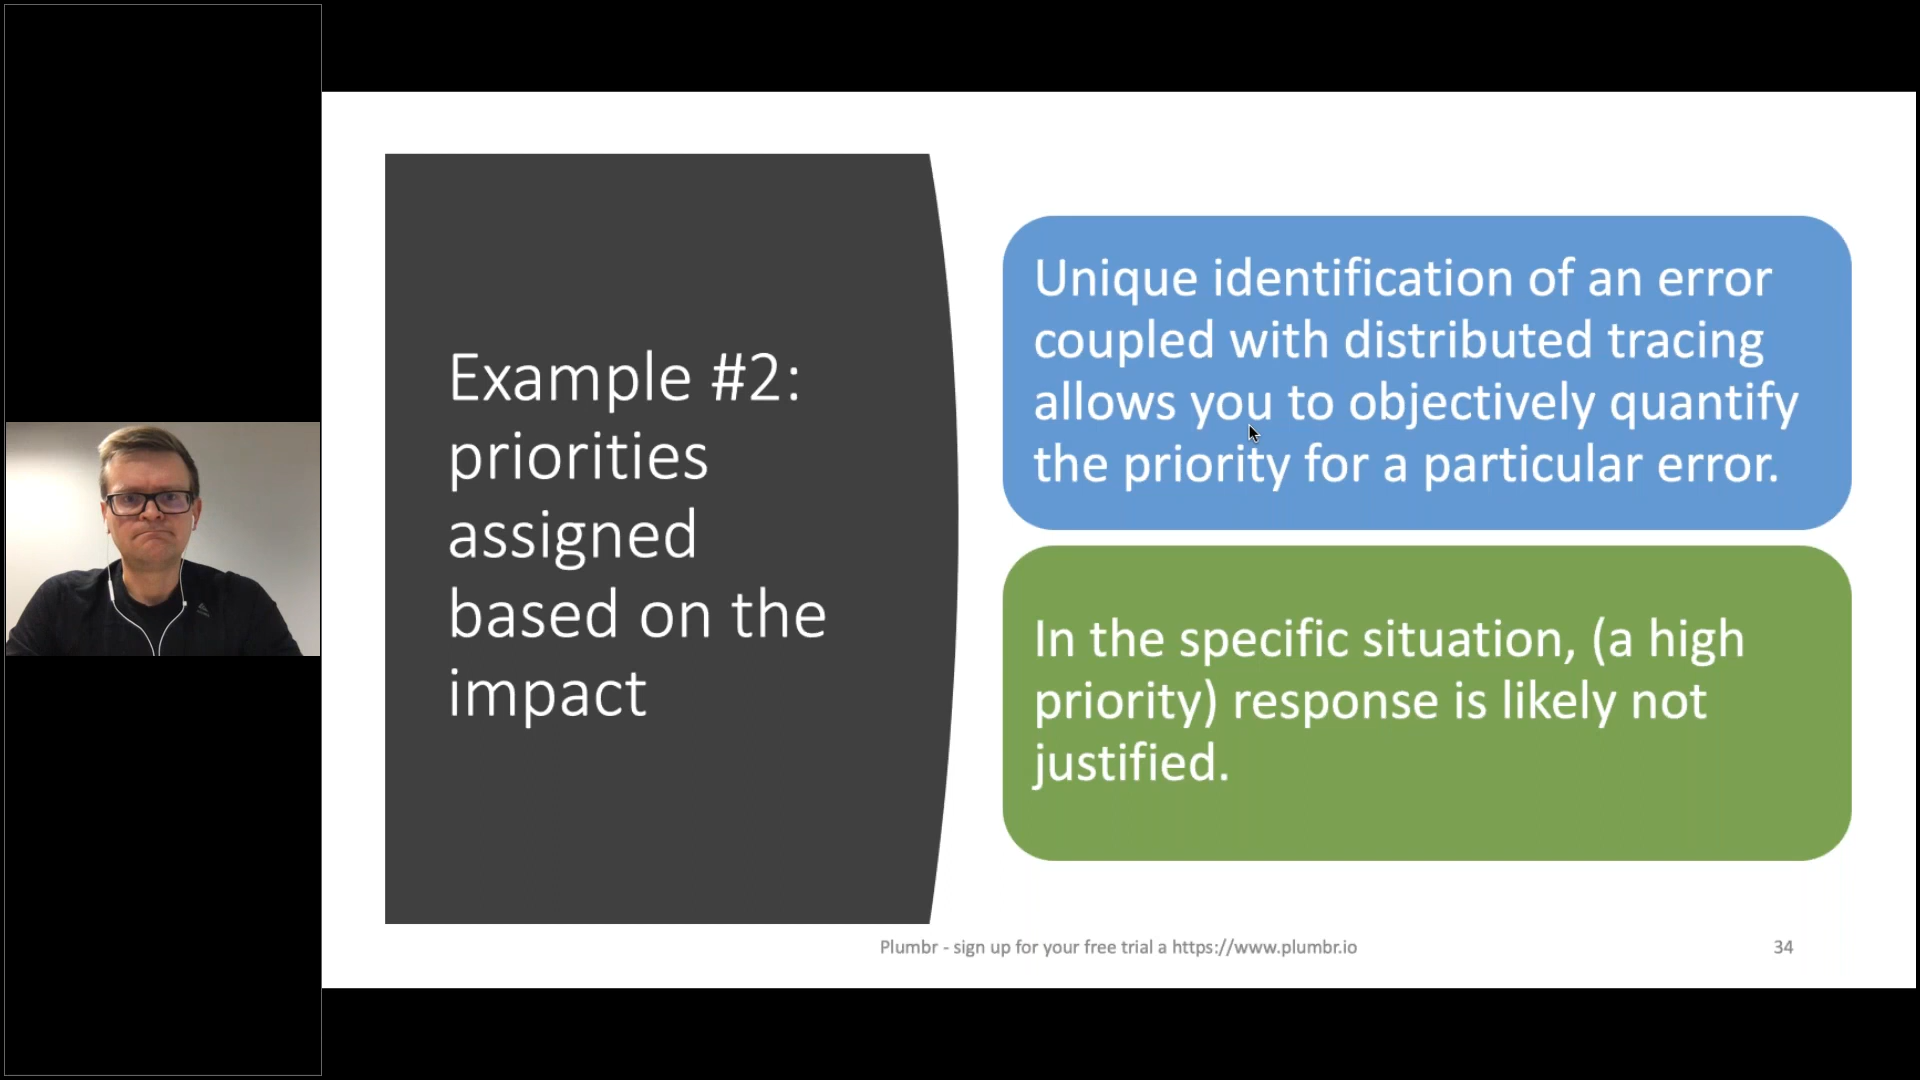 Example #2:
priorities
assigned
based on the
impact
Unique identification of an error
coupled with distributed tracing
allows you to objectively quantify
the priority for a particular error.
In the specific situation, (a high
priority) response is likely not
justified.
Plumbr - sign up for your free trial a https://www.plumbr.io
34